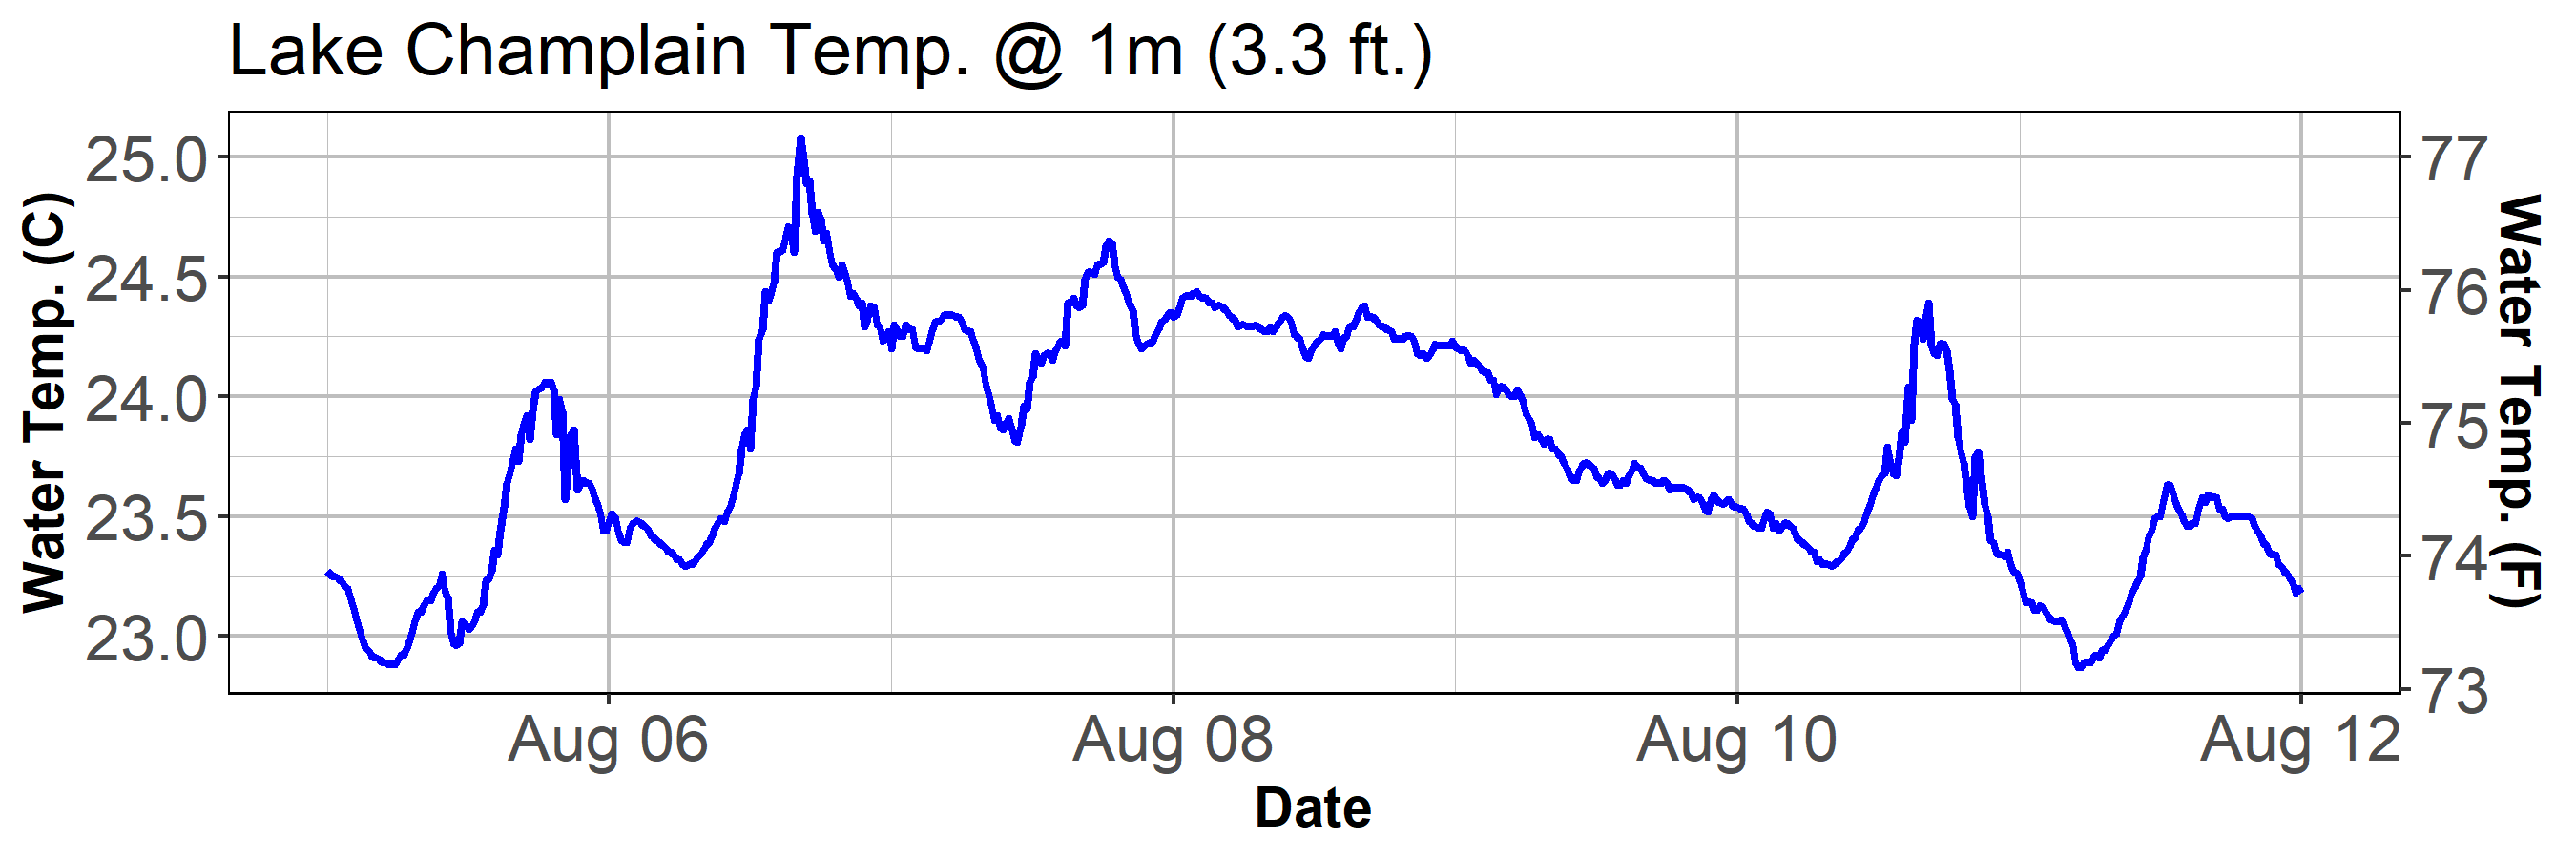 Lake Champlain Temp. @ 1m (3.3 ft.)
Water Temp. (C)
25.0
24.5
24.0
23.5
23.0
77
76
75
74
73
Water Temp. (F)
Aug 06 Aug 08 Aug 10 Aug 12
Date